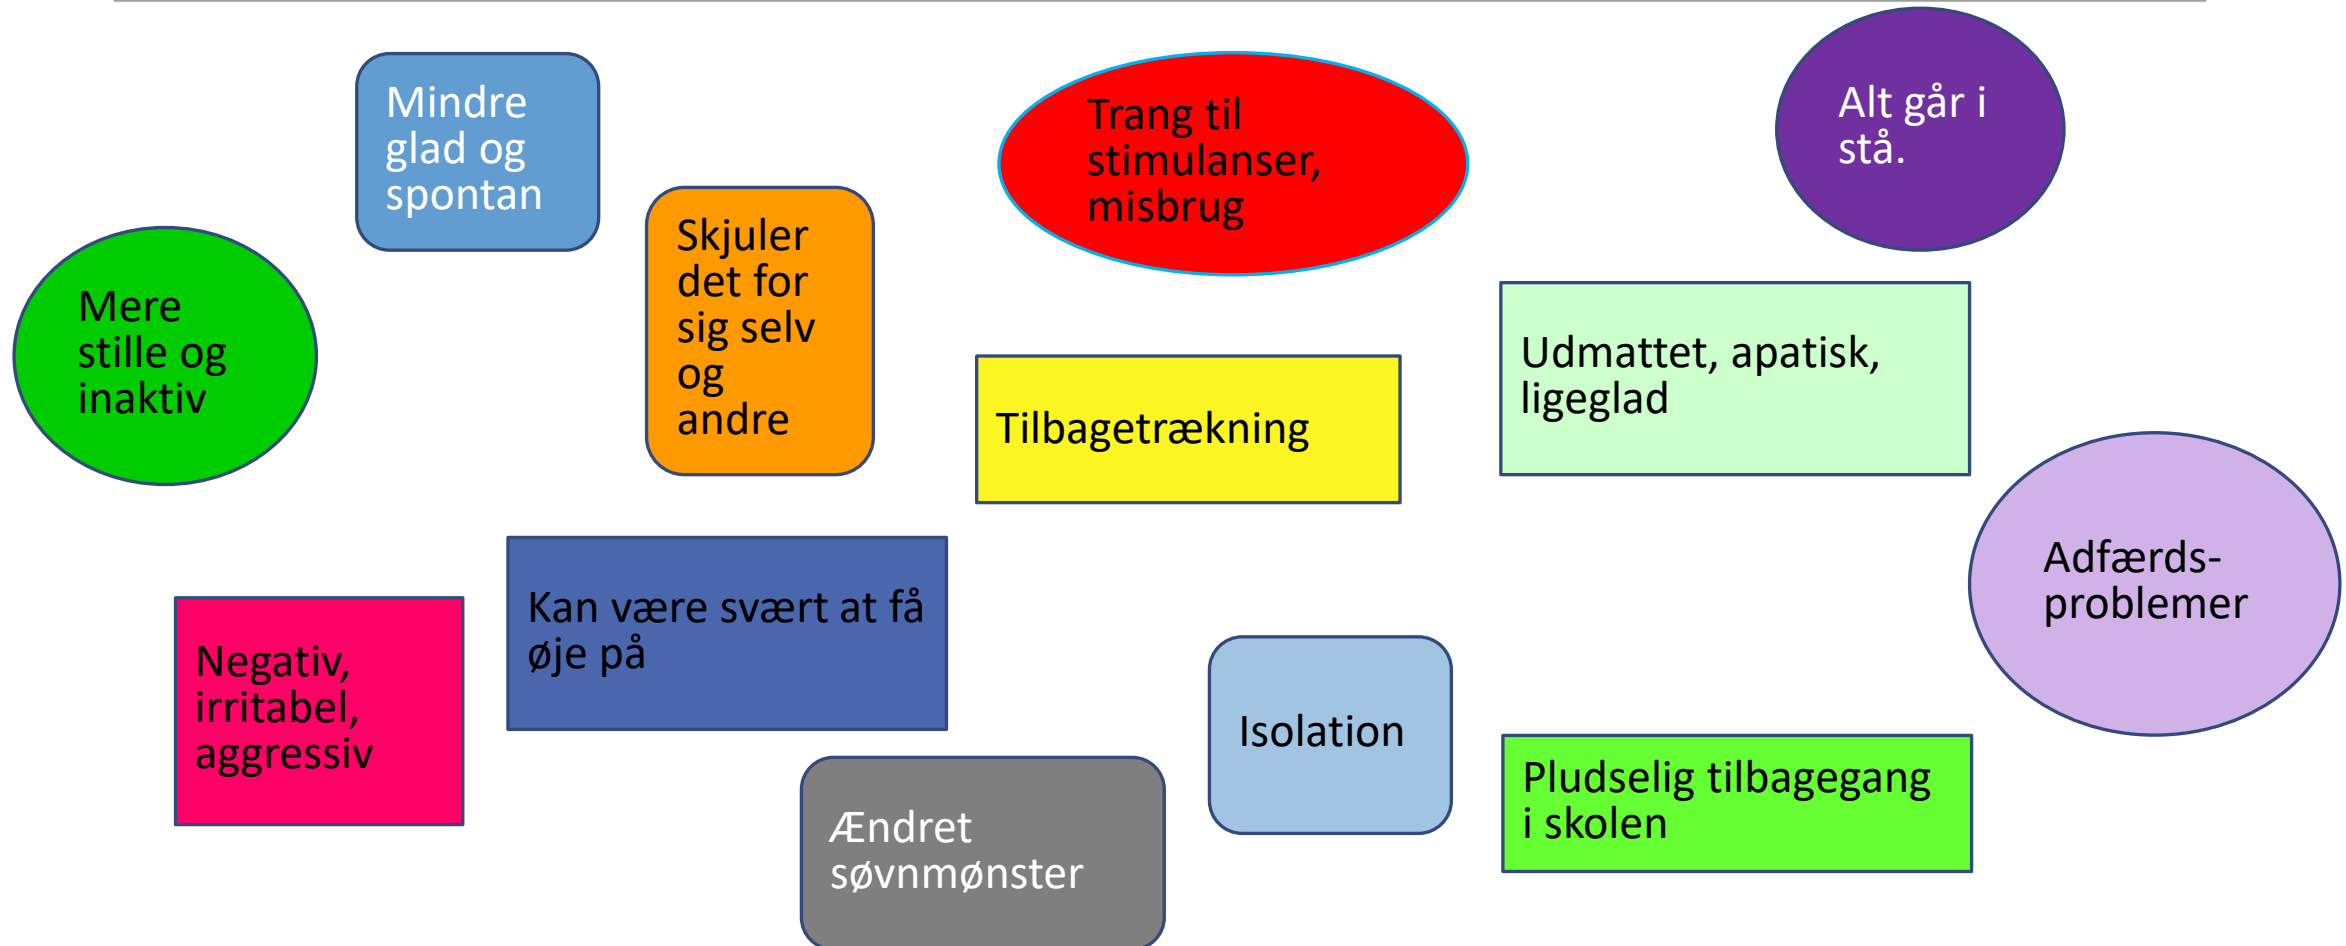 Mindre
glad og
spontan
Trang til
stimulanser,
misbrug
Alt går i
stå.
Mere
stille og
inaktiv
Skjuler
det for
sig selv
og
andre
Tilbagetrækning
Udmattet, apatisk,
ligeglad
Adfærds-
problemer
Negativ,
irritabel,
aggressiv
Kan være svært at få
øje på
Isolation
Ændret
søvnmønster
Pludselig tilbagegang
i skolen